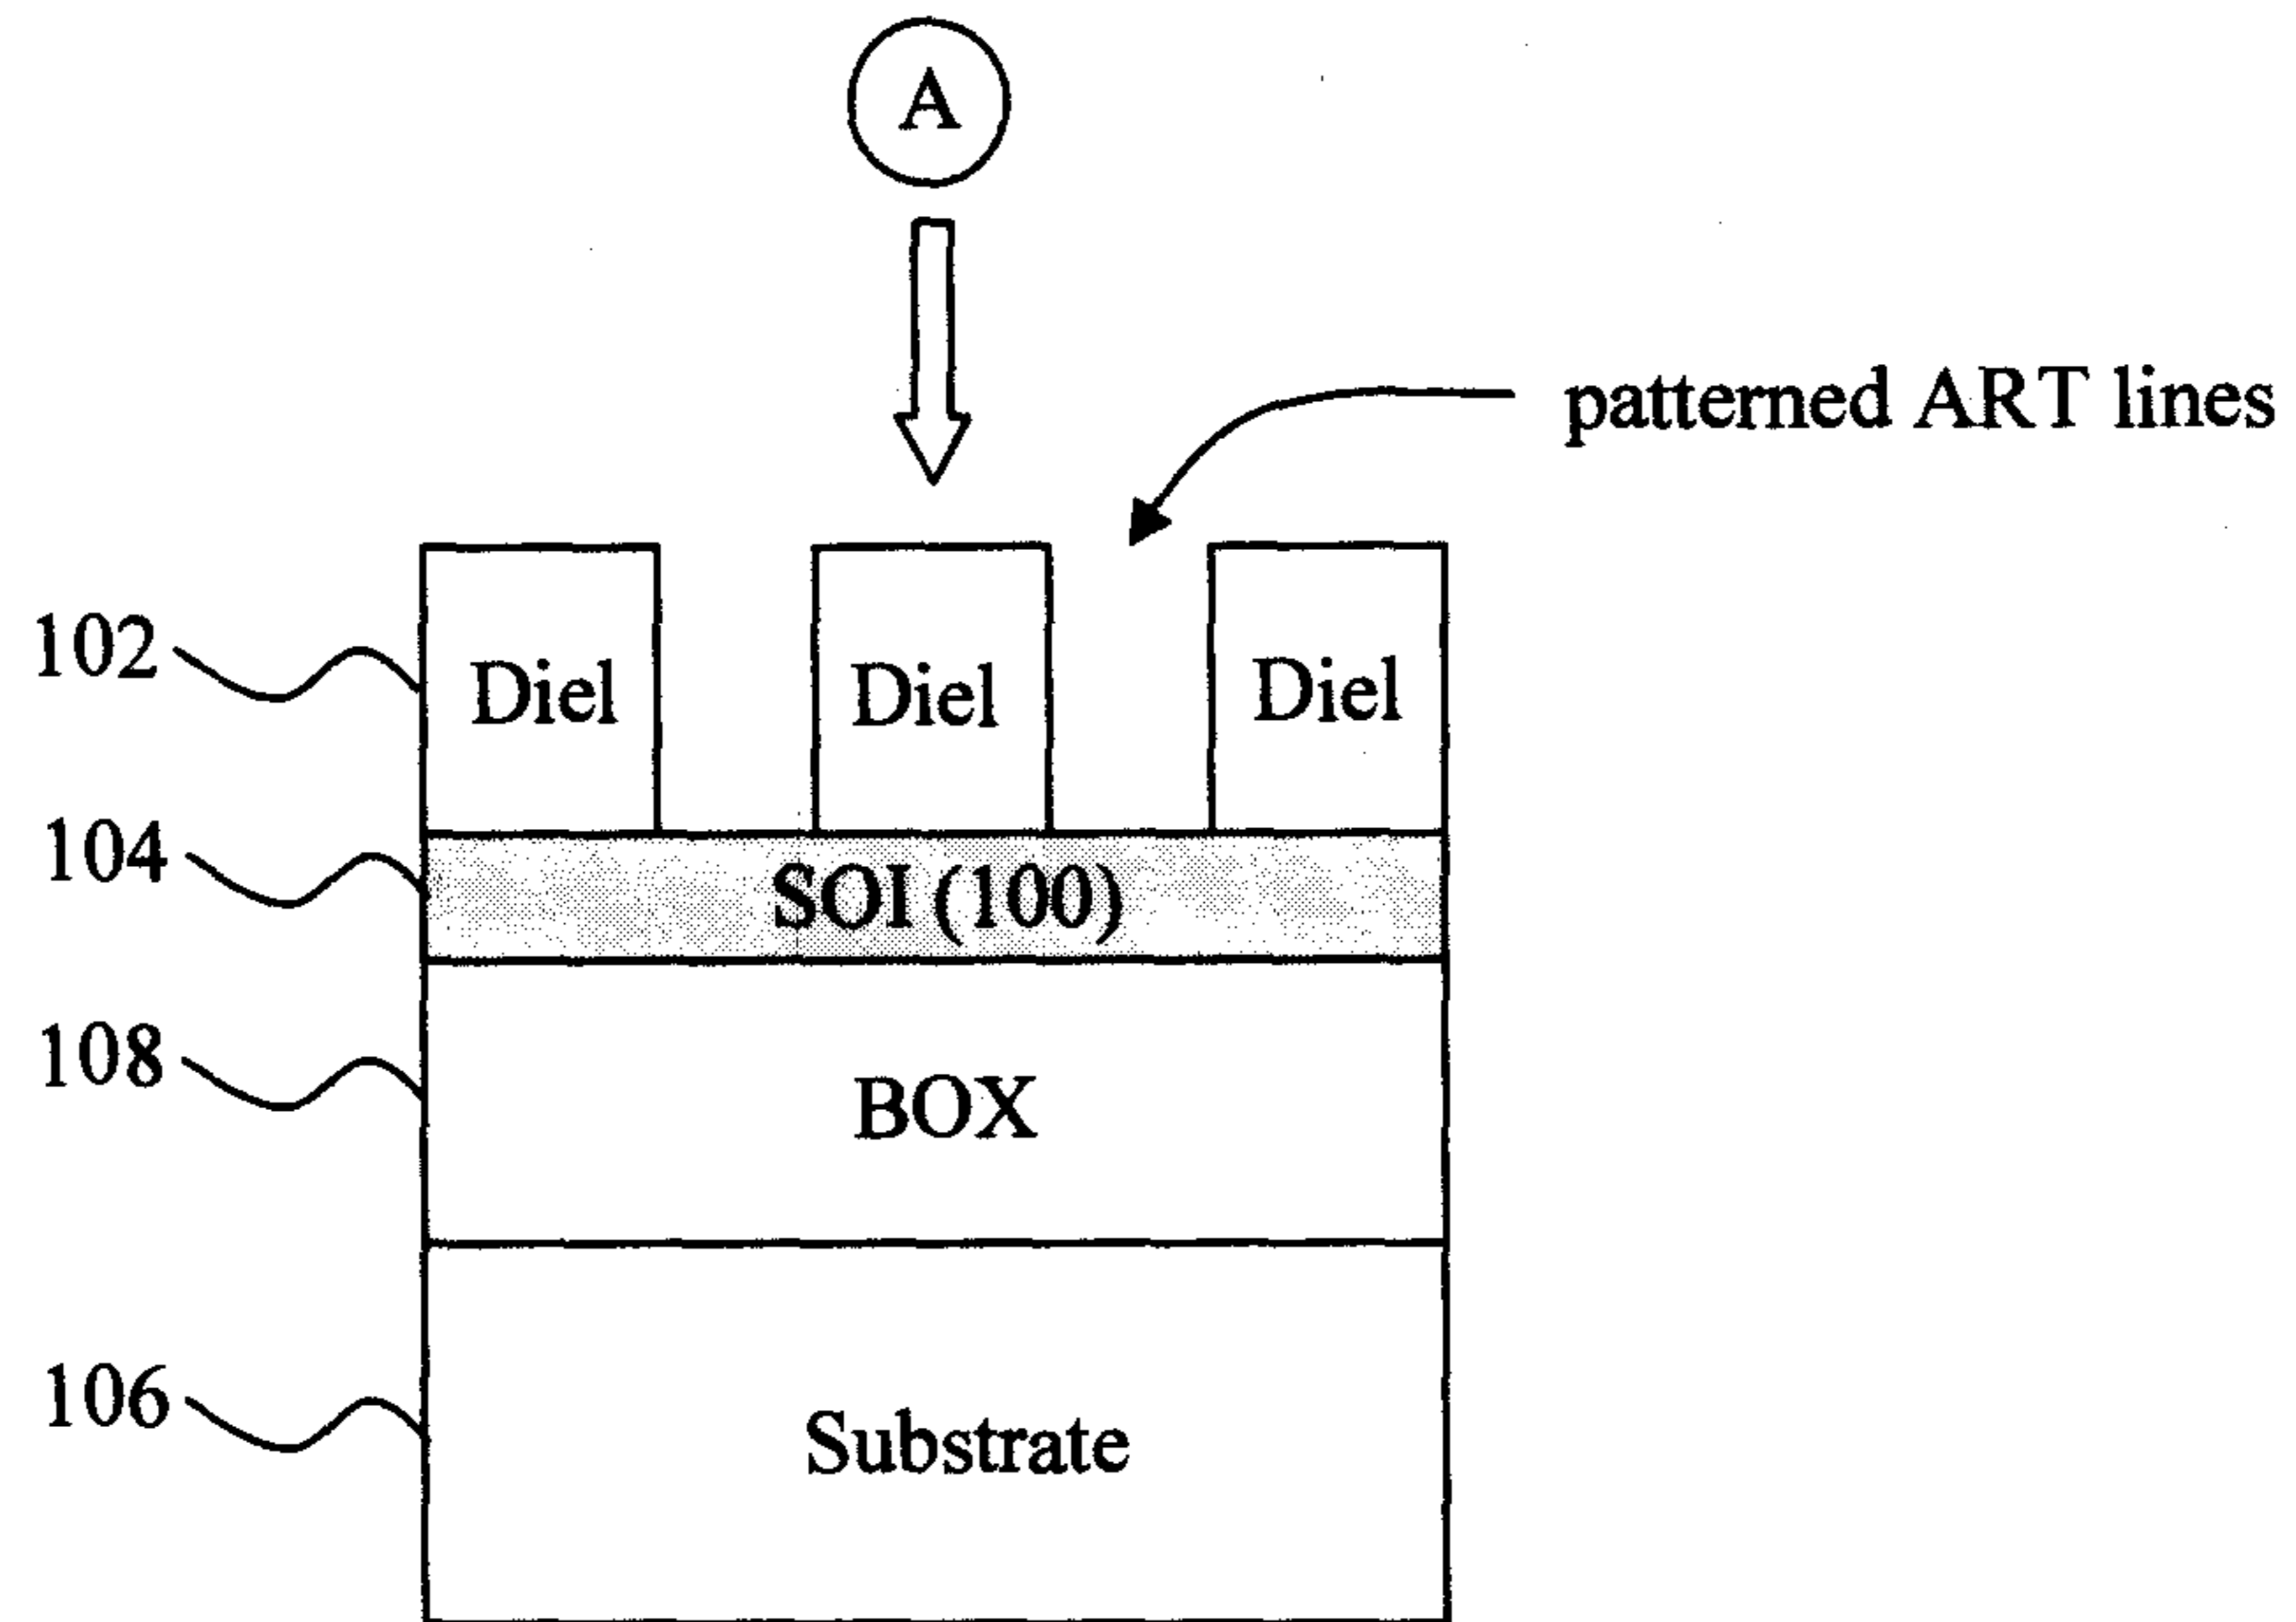 A
patterned ART lines
102
Diel
Diel
Diel
104
SOI (100)
108
BOX
106
Substrate